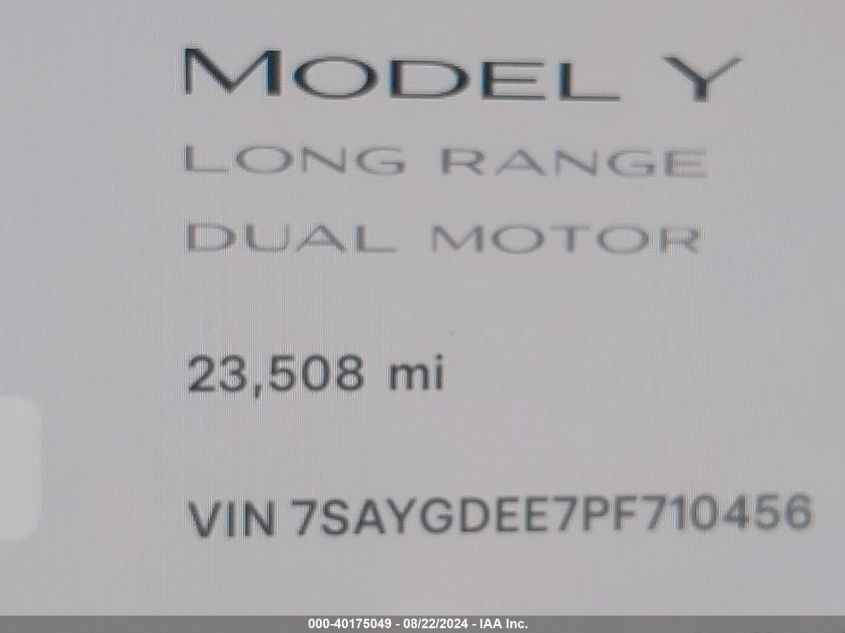 MODEL Y
LONG RANGE
DUAL MOTOR
23,508 mi
VIN 7SAYGDEE7PF710456
000-40175049 - 08/22/2024 - IAA Inc.